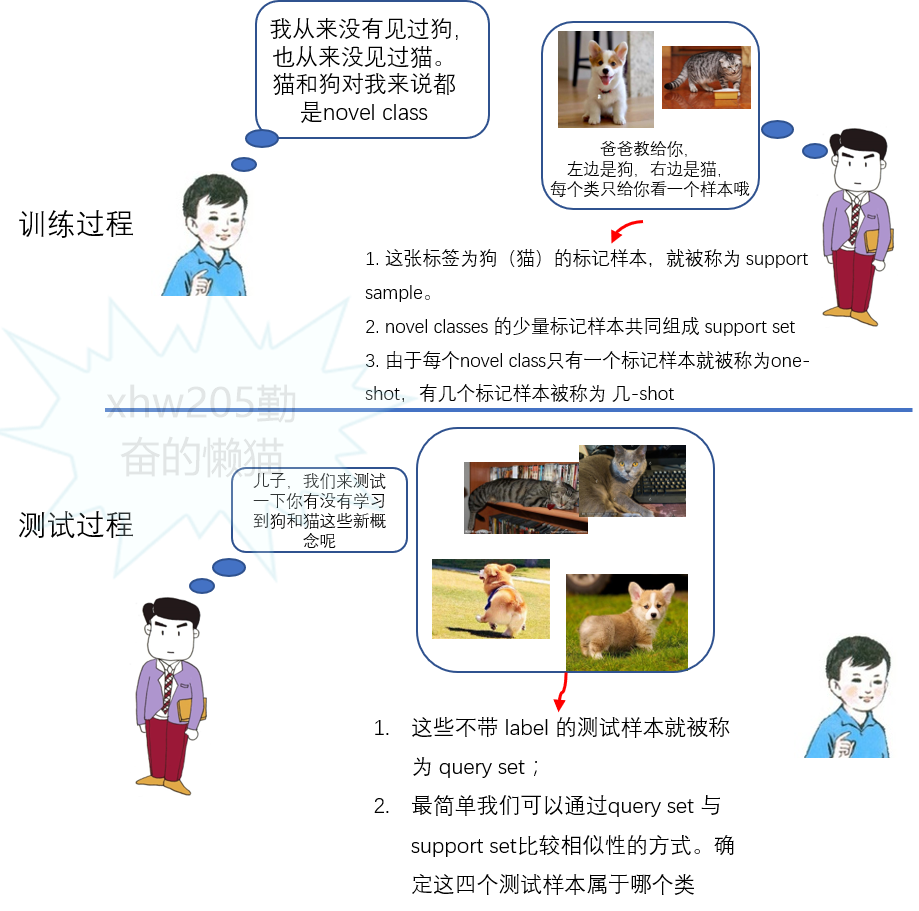 我从来没有见过狗，
也从来没见过猫。
猫和狗对我来说都
是novel class
爸爸教给你，
左边是狗，右边是猫，
每个类只给你看一个样本哦
训练过程
1. 这张标签为狗（猫）的标记样本，就被称为 support
sample。
2. novel classes 的少量标记样本共同组成 support set
3. 由于每个novel class只有一个标记样本就被称为one-
shot，有几个标记样本被称为 几-shot
xhw205勤
奋的懒猫
儿子，我们来测试
一下你有没有学习
到狗和猫这些新概
念呢
测试过程
1. 这些不带 label 的测试样本就被称
为 query set；
2. 最简单我们可以通过query set 与
support set比较相似性的方式。确
定这四个测试样本属于哪个类